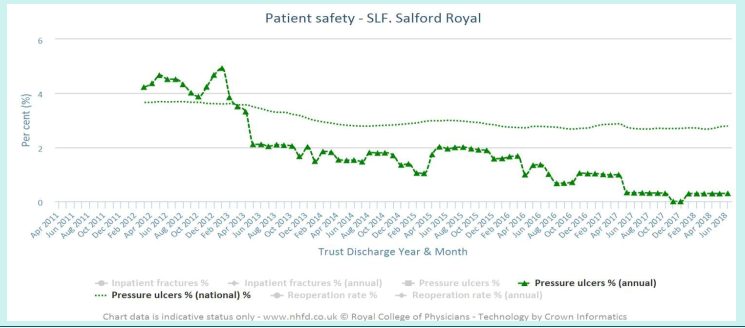 Patient safety - SLF. Salford Royal
6
4
2
0
Per cent (%)
Apr 2011
Jun 2011
Aug 2011
Oct 2011
Dec 2011
Feb 2012
Apr 2012
Jun 2012
Aug 2012
Oct 2012
Dec 2012
Feb 2013
Apr 2013
Jun 2013
Aug 2013
Oct 2013
Dec 2013
Feb 2014
Apr 2014
Jun 2014
Aug 2014
Oct 2014
Dec 2014
Feb 2015
Apr 2015
Jun 2015
Aug 2015
Oct 2015
Dec 2015
Feb 2016
Apr 2016
Jun 2016
Aug 2016
Oct 2016
Dec 2016
Feb 2017
Apr 2017
Jun 2017
Aug 2017
Oct 2017
Dec 2017
Feb 2018
Apr 2018
Jun 2018
Trust Discharge Year & Month
Inpatient fractures % Inpatient fractures % (annual) Pressure ulcers % Pressure ulcers % (annual)
Pressure ulcers % (national) % Reoperation rate % Reoperation rate % (annual)
Chart data is indicative status only - www.nhfd.co.uk © Royal College of Physicians - Technology by Crown Informatics